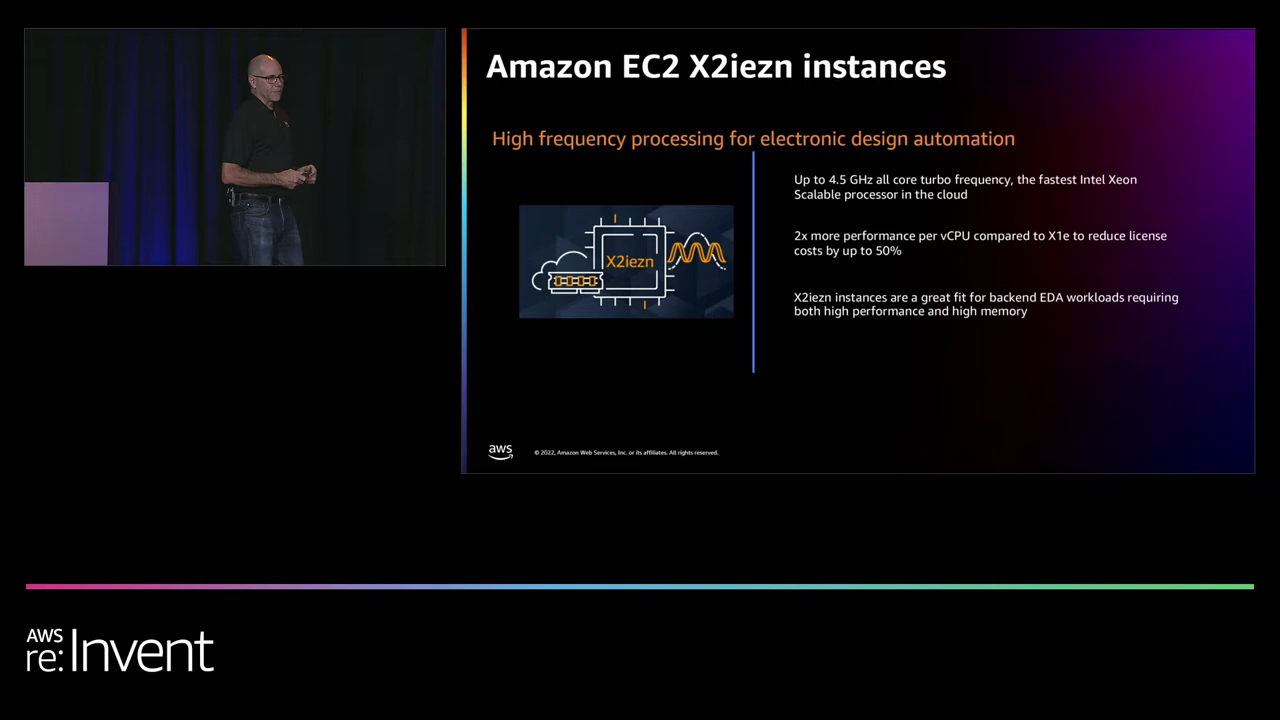 Amazon EC2 X2iezn instances
High frequency processing for electronic design automation
X2iezn
Up to 4.5 GHz all core turbo frequency, the fastest Intel Xeon
Scalable processor in the cloud
2x more performance per vCPU compared to X1e to reduce license
costs by up to 50%
X2iezn instances are a great fit for backend EDA workloads requiring
both high performance and high memory
aws
© 2022, Amazon Web Services, Inc. or its affiliates. All rights reserved.
AWS
re:Invent